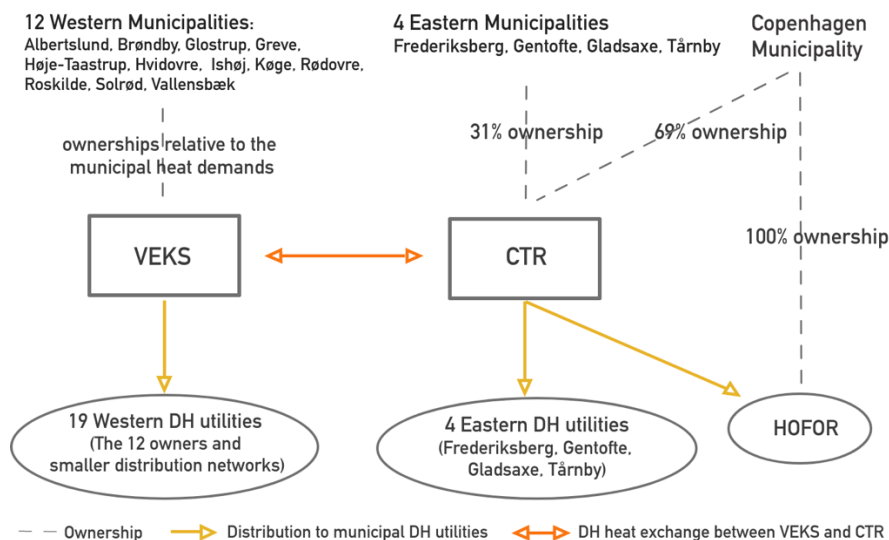 12 Western Municipalities:
Albertslund, Brøndby, Glostrup, Greve,
Høje-Taastrup, Hvidovre, Ishøj, Køge, Rødovre,
Roskilde, Solrød, Vallensbæk
4 Eastern Municipalities
Frederiksberg, Gentofte, Gladsaxe, Tårnby
Copenhagen
Municipality
ownerships relative to the
municipal heat demands
31% ownership
69% ownership
100% ownership
VEKS
CTR
19 Western DH utilities
(The 12 owners and
smaller distribution networks)
4 Eastern DH utilities
(Frederiksberg, Gentofte,
Gladsaxe, Tårnby)
HOFOR
Ownership
Distribution to municipal DH utilities
DH heat exchange between VEKS and CTR